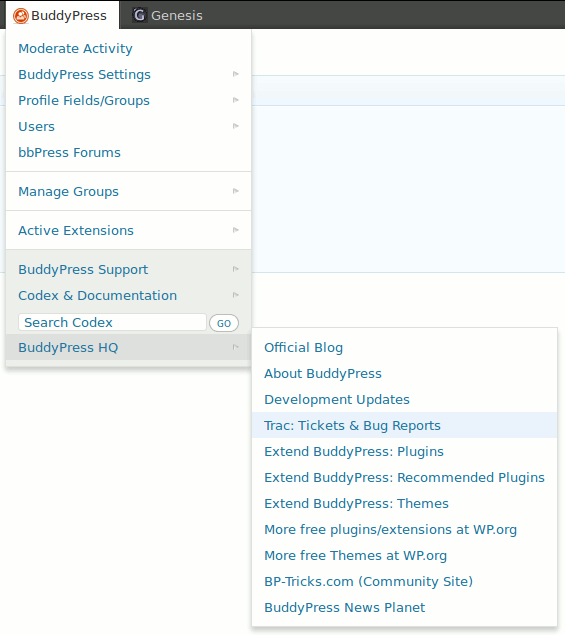 BuddyPress
Genesis
Moderate Activity
BuddyPress Settings
Profile Fields/Groups
Users
bbPress Forums
Manage Groups
Active Extensions
BuddyPress Support
Codex & Documentation
Search Codex
GO
BuddyPress HQ
Official Blog
About BuddyPress
Development Updates
Trac: Tickets & Bug Reports
Extend BuddyPress: Plugins
Extend BuddyPress: Recommended Plugins
Extend BuddyPress: Themes
More free plugins/extensions at WP.org
More free Themes at WP.org
BP-Tricks.com (Community Site)
BuddyPress News Planet